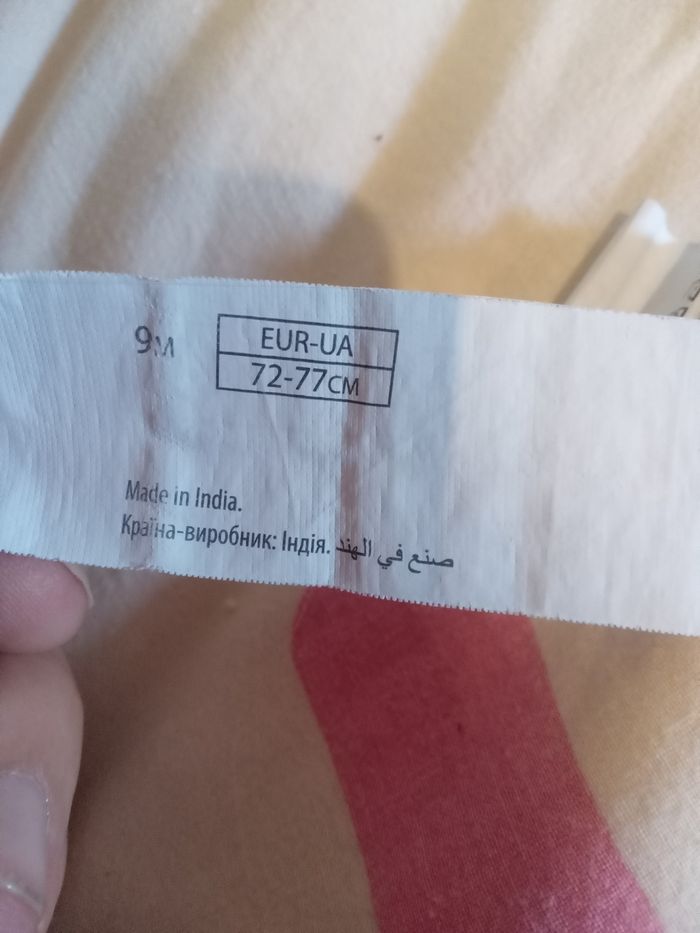 9M
EUR-UA
72-77CM
Made in India.
Країна-виробник: Індія. صنع في الهند